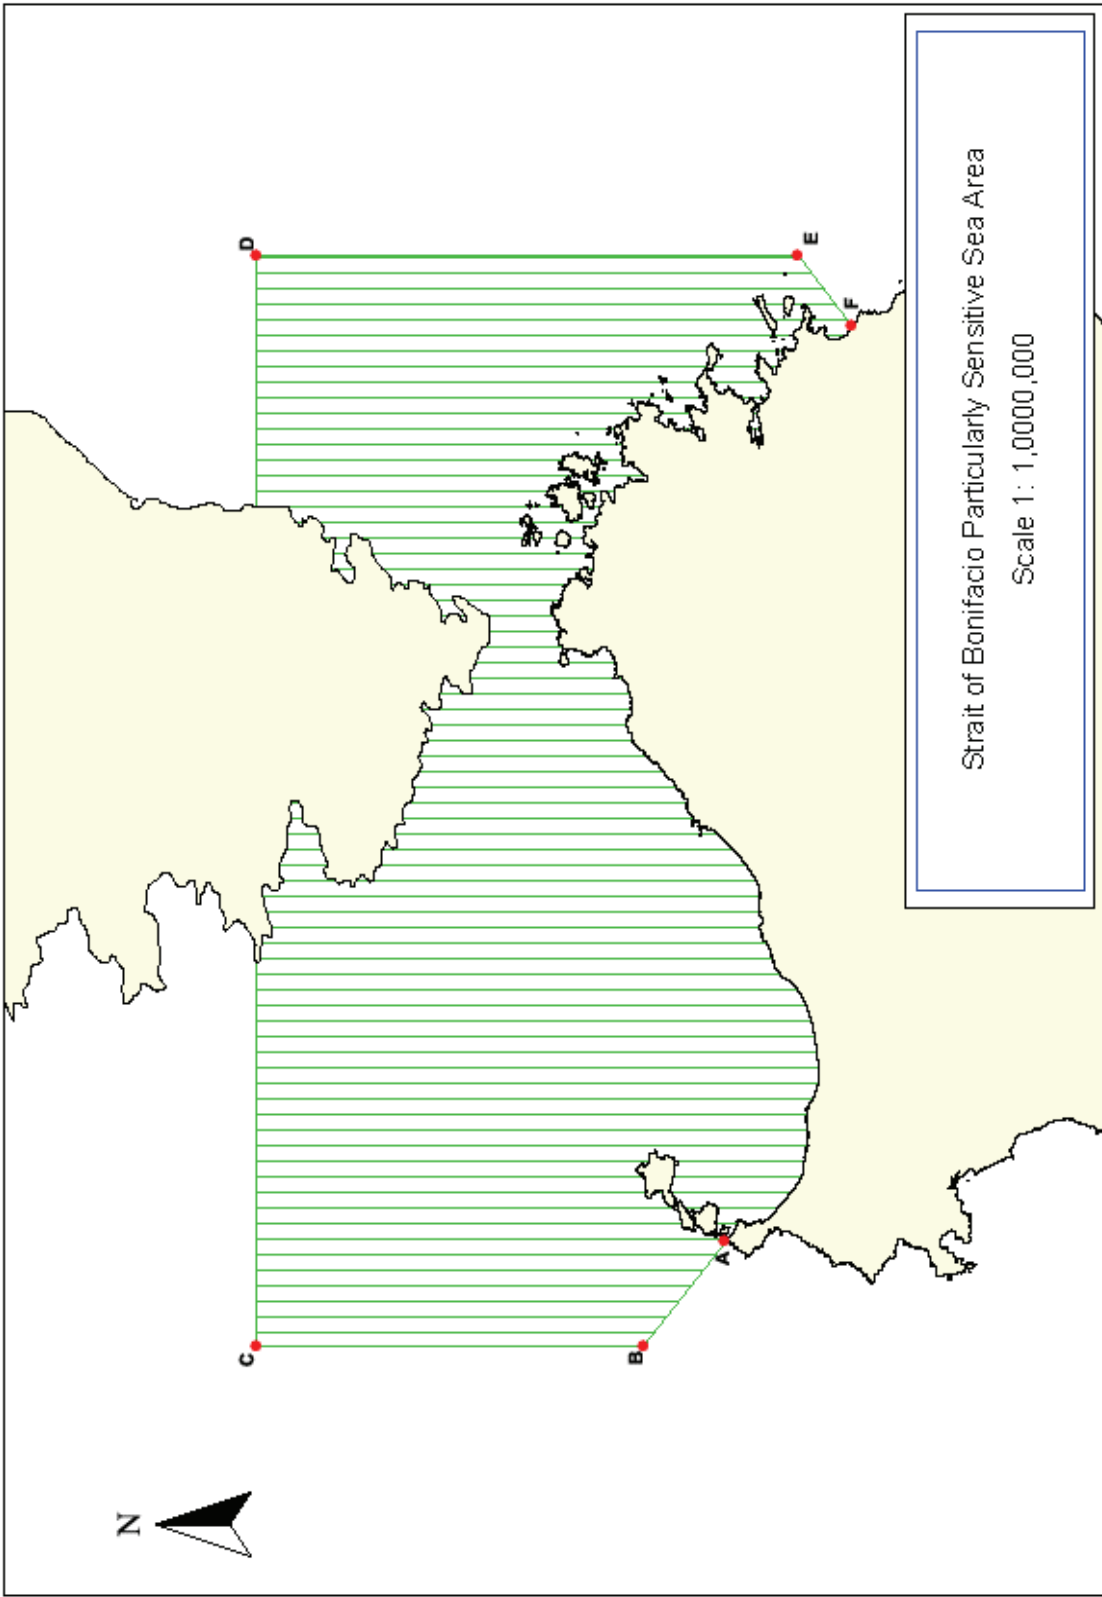 N
C
D
B
A
E
F
Strait of Bonifacio Particularly Sensitive Sea Area
Scale 1: 1,0000,000